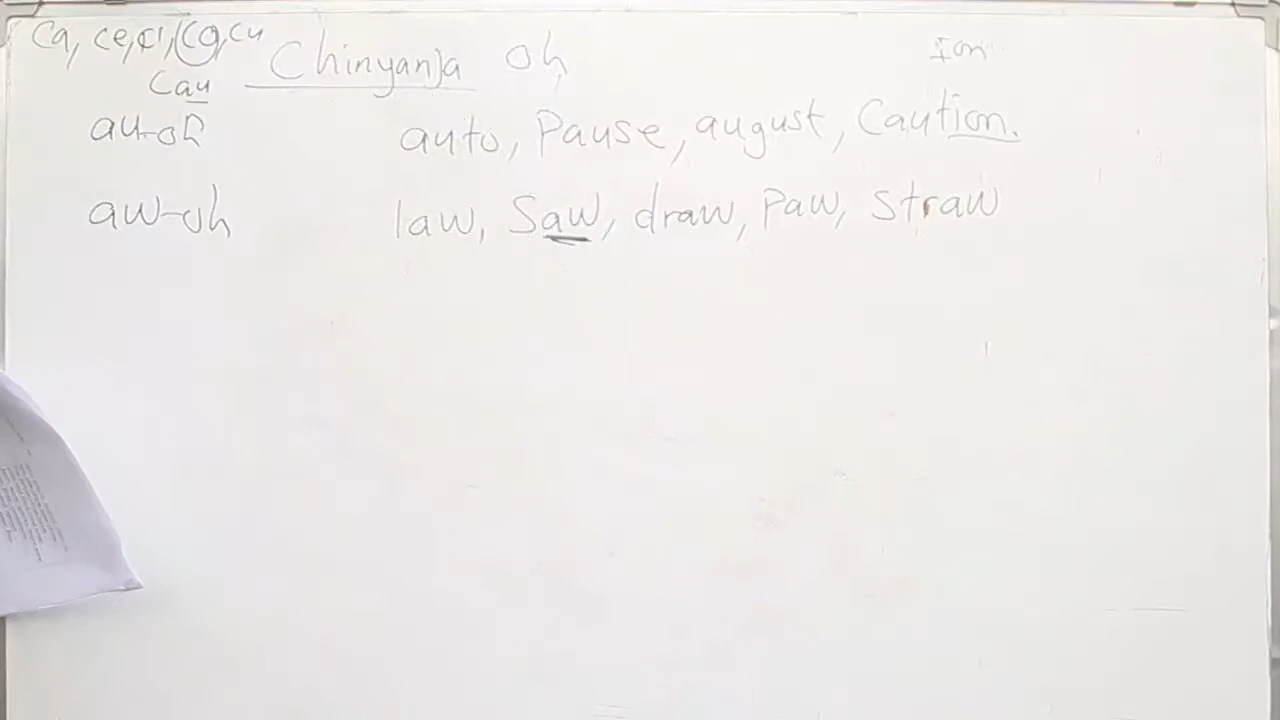 Ca, ce, ci, Co, Cu
Chinyanja oh
Ion
Cau
au-oh auto, Pause, august, Caution.
aw-oh law, Saw, draw, Paw, Straw